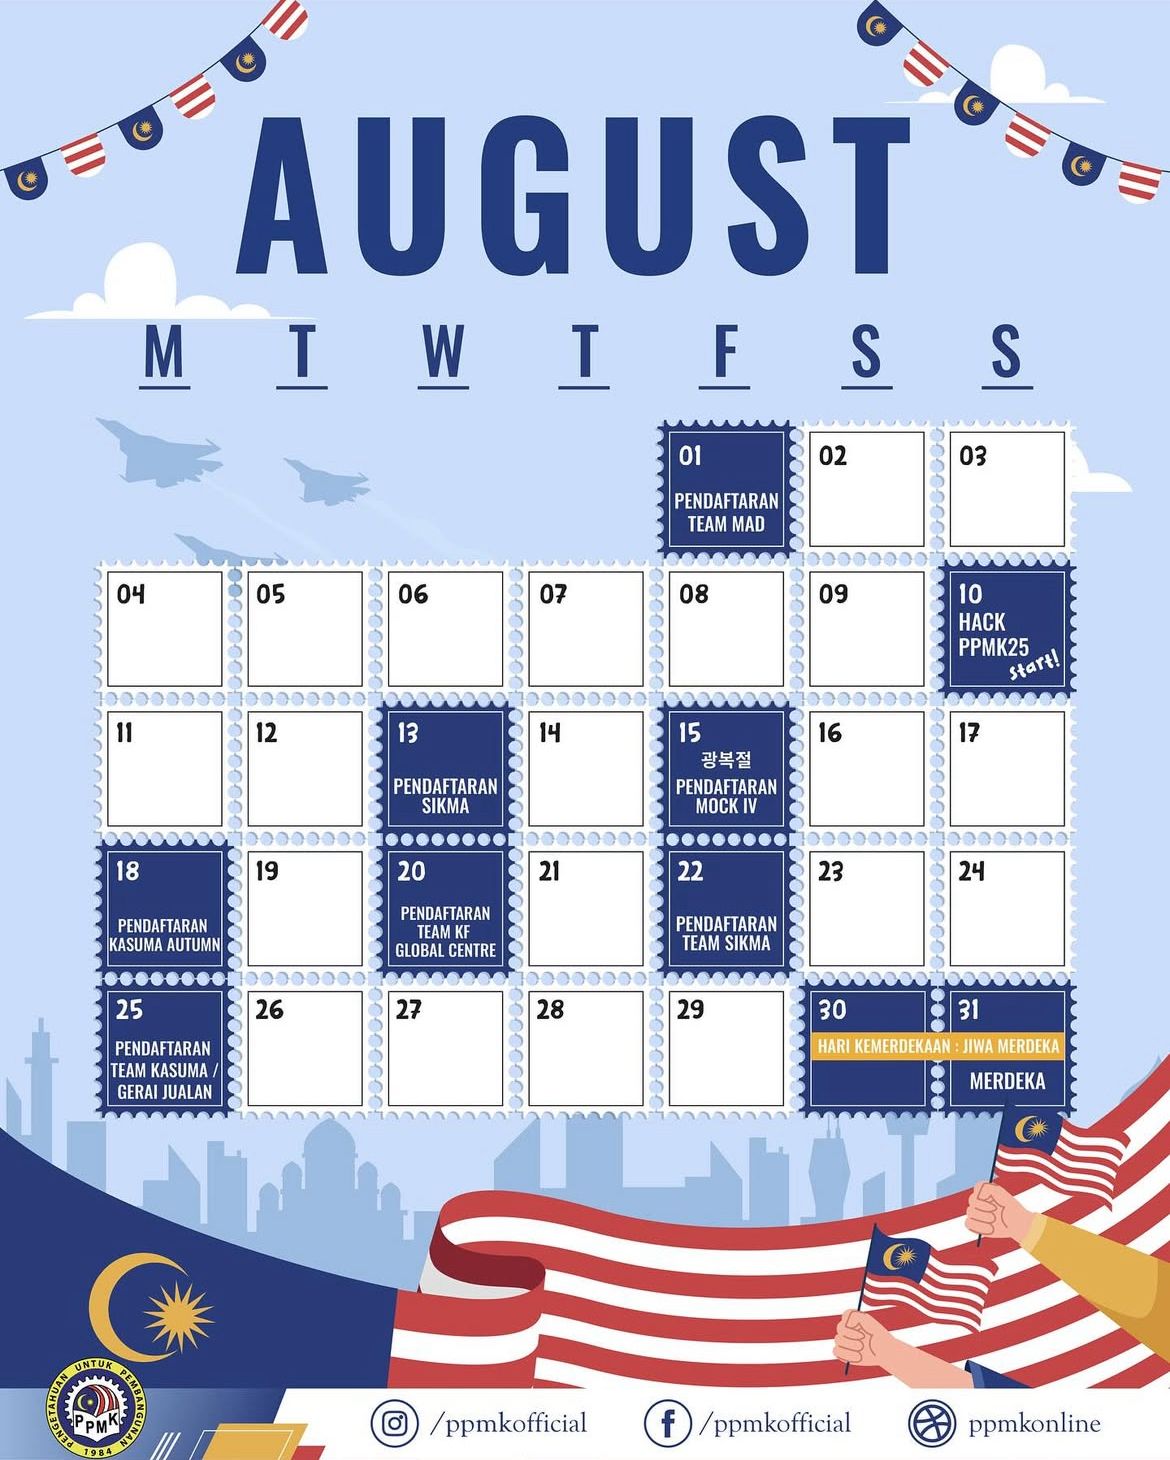 AUGUST
M T W T F S S
01
PENDAFTARAN
TEAM MAD
02
03
04
05
06
07
08
09
10
HACK
PPMK25
start!
11
12
13
PENDAFTARAN
SIKMA
14
15
광복절
PENDAFTARAN
MOCK IV
16
17
18
PENDAFTARAN
KASUMA AUTUMN
19
20
PENDAFTARAN
TEAM KF
GLOBAL CENTRE
21
22
PENDAFTARAN
TEAM SIKMA
23
24
25
PENDAFTARAN
TEAM KASUMA /
GERAI JUALAN
26
27
28
29
30
31
HARI KEMERDEKAAN : JIWA MERDEKA
MERDEKA
PENGETAHUAN UNTUK PEMBANGUNAN
PPMK
1984
/ppmkofficial
/ppmkofficial
ppmkonline